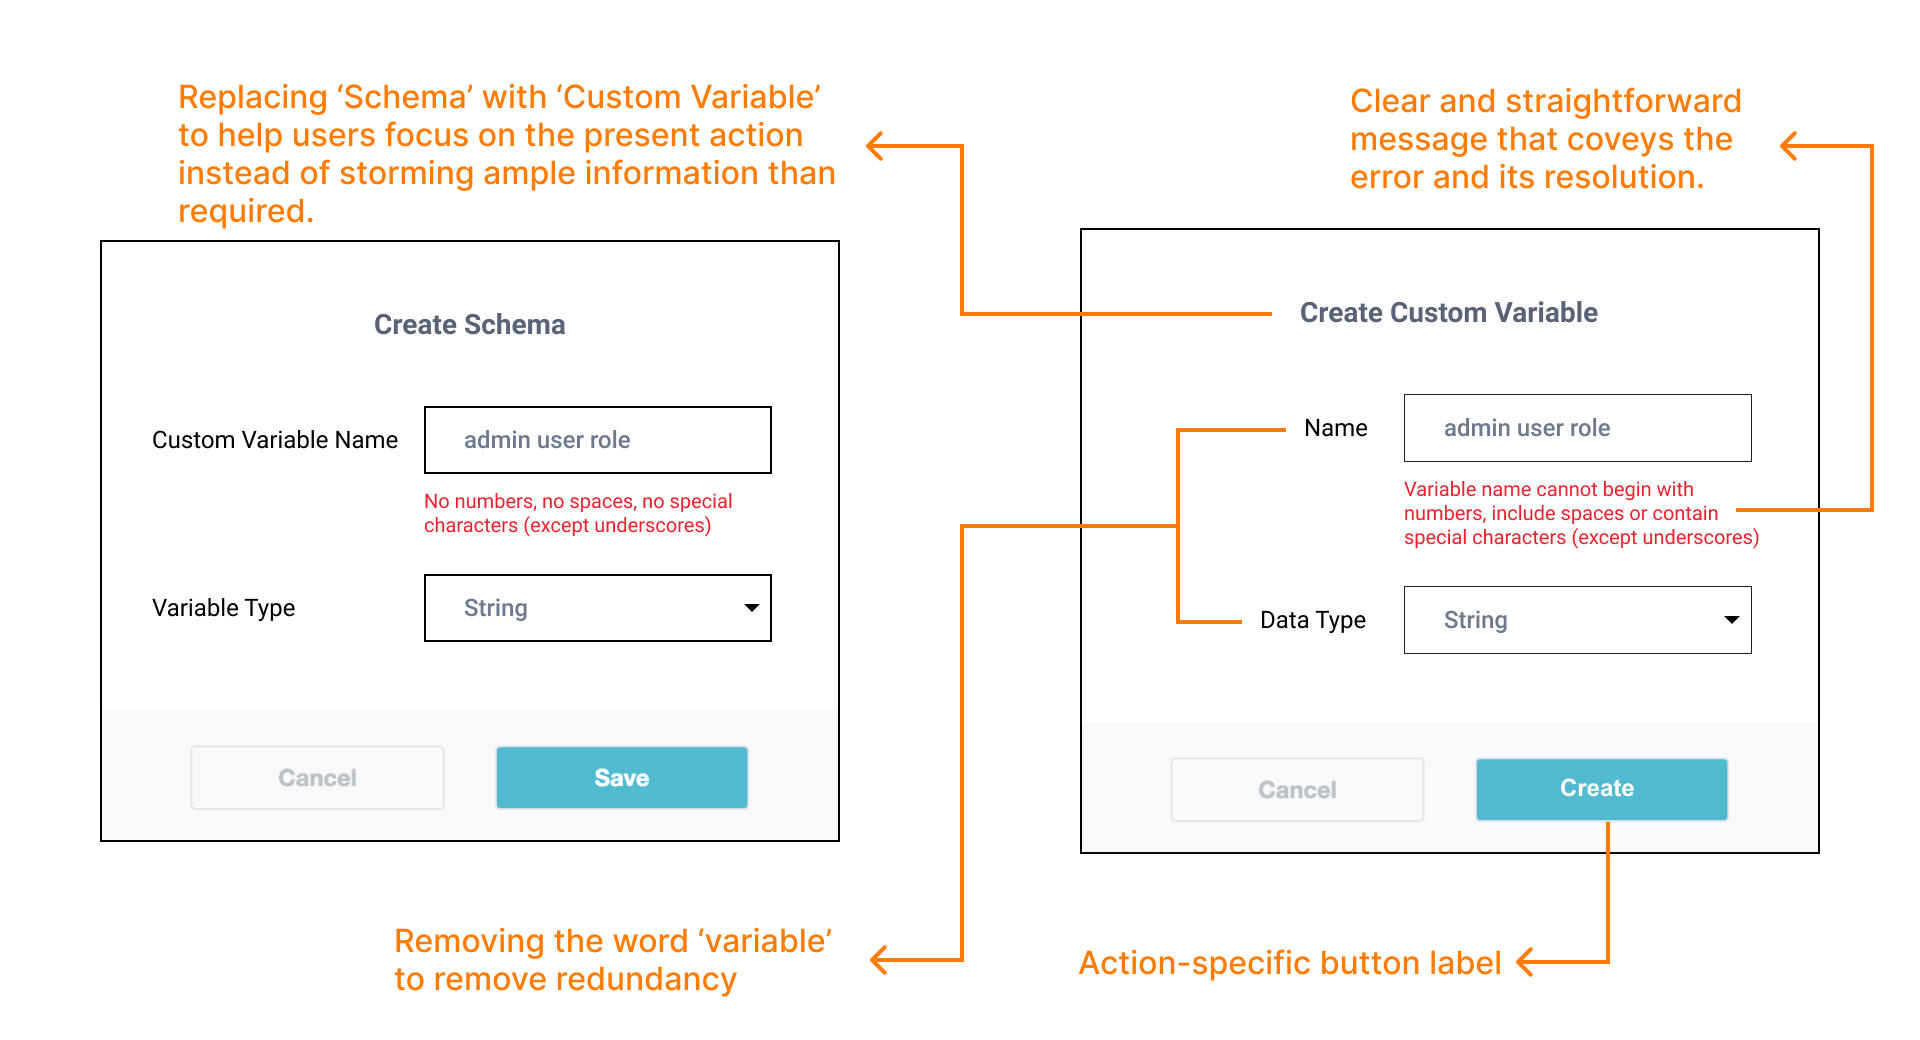 Replacing ‘Schema’ with ‘Custom Variable’
to help users focus on the present action
instead of storming ample information than
required.
Clear and straightforward
message that coveys the
error and its resolution.
Create Schema
Custom Variable Name
admin user role
No numbers, no spaces, no special
characters (except underscores)
Variable Type
String
Cancel
Save
Create Custom Variable
Name
admin user role
Variable name cannot begin with
numbers, include spaces or contain
special characters (except underscores)
Data Type
String
Cancel
Create
Removing the word ‘variable’
to remove redundancy
Action-specific button label